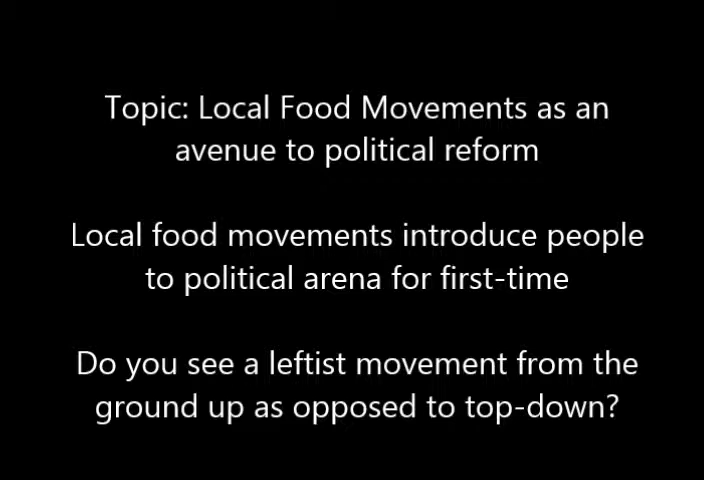 Topic: Local Food Movements as an
avenue to political reform
Local food movements introduce people
to political arena for first-time
Do you see a leftist movement from the
ground up as opposed to top-down?